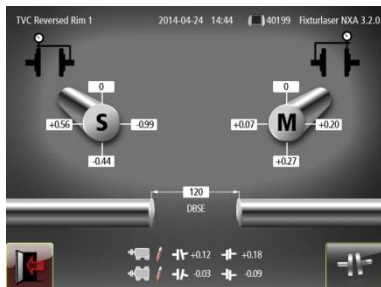 TVC Reversed Rim 1 2014-04-24 14:44 40199 Fixturlaser NXA 3.2.0
0 0
+0.56 S -0.99 +0.07 M +0.20
-0.44 +0.27
120
DBSE
+0.12 +0.18
-0.03 -0.09